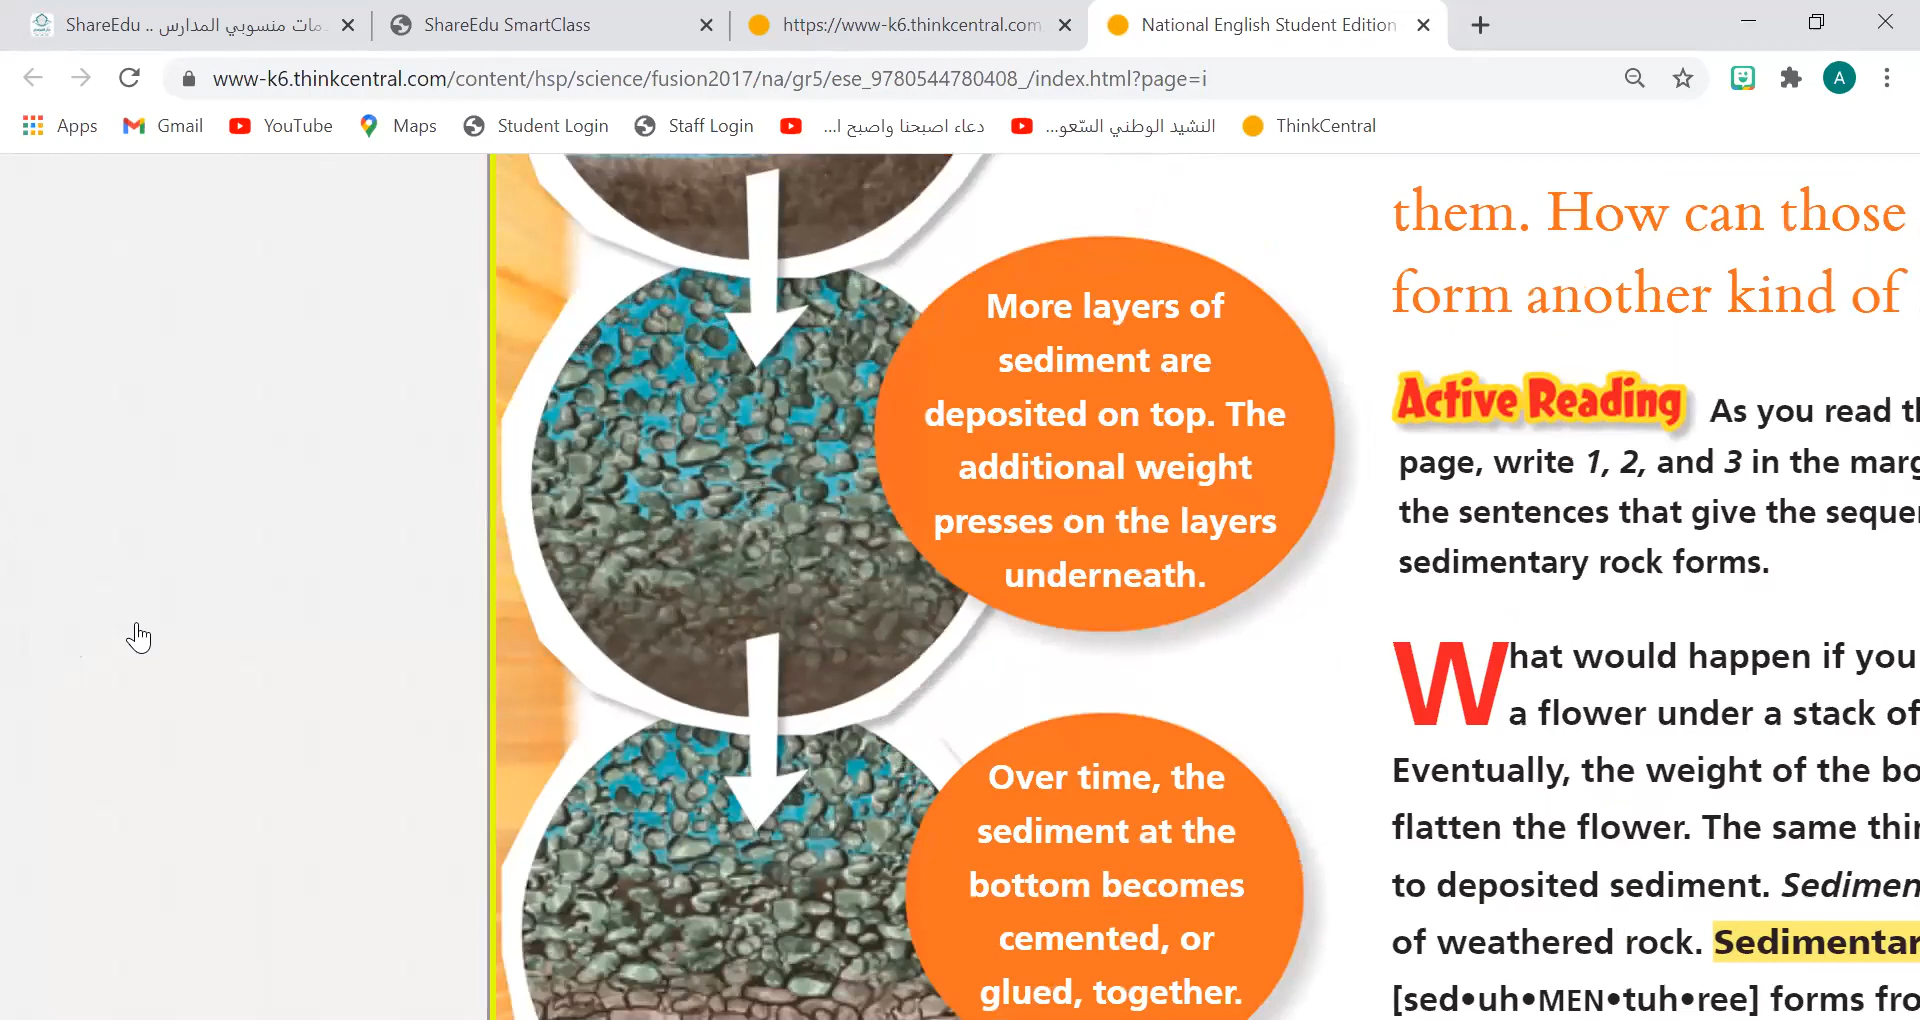 ShareEdu .. مات منسوبي المدارس
ShareEdu SmartClass
https://www-k6.thinkcentral.com
National English Student Edition
www-k6.thinkcentral.com/content/hsp/science/fusion2017/na/gr5/ese_9780544780408_/index.html?page=i
A
Apps
Gmail
YouTube
Maps
Student Login
Staff Login
دعاء اصبحنا واصبح ا...
النشيد الوطني السّعو...
ThinkCentral
More layers of
sediment are
deposited on top. The
additional weight
presses on the layers
underneath.
Over time, the
sediment at the
bottom becomes
cemented, or
glued, together.
them. How can those
form another kind of
Active Reading As you read th
page, write 1, 2, and 3 in the marg
the sentences that give the seque
sedimentary rock forms.
What would happen if you
a flower under a stack of
Eventually, the weight of the bo
flatten the flower. The same thi
to deposited sediment. Sedimen
of weathered rock. Sedimentar
[sed•uh•MEN•tuh•ree] forms fro